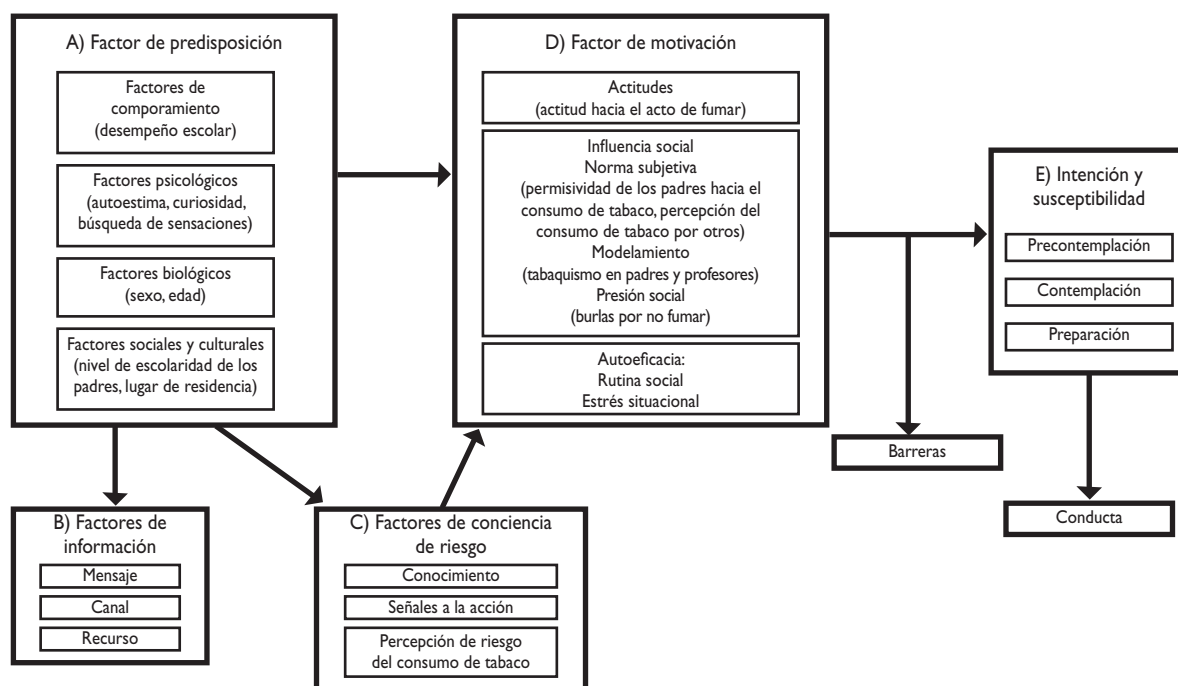 A) Factor de predisposición
Factores de
comporamiento
(desempeño escolar)
Factores psicológicos
(autoestima, curiosidad,
búsqueda de sensaciones)
Factores biológicos
(sexo, edad)
Factores sociales y culturales
(nivel de escolaridad de los
padres, lugar de residencia)
B) Factores de
información
Mensaje
Canal
Recurso
C) Factores de conciencia
de riesgo
Conocimiento
Señales a la acción
Percepción de riesgo
del consumo de tabaco
D) Factor de motivación
Actitudes
(actitud hacia el acto de fumar)
Influencia social
Norma subjetiva
(permisividad de los padres hacia el
consumo de tabaco, percepción del
consumo de tabaco por otros)
Modelamiento
(tabaquismo en padres y profesores)
Presión social
(burlas por no fumar)
Autoeficacia:
Rutina social
Estrés situacional
Barreras
E) Intención y
susceptibilidad
Precontemplación
Contemplación
Preparación
Conducta